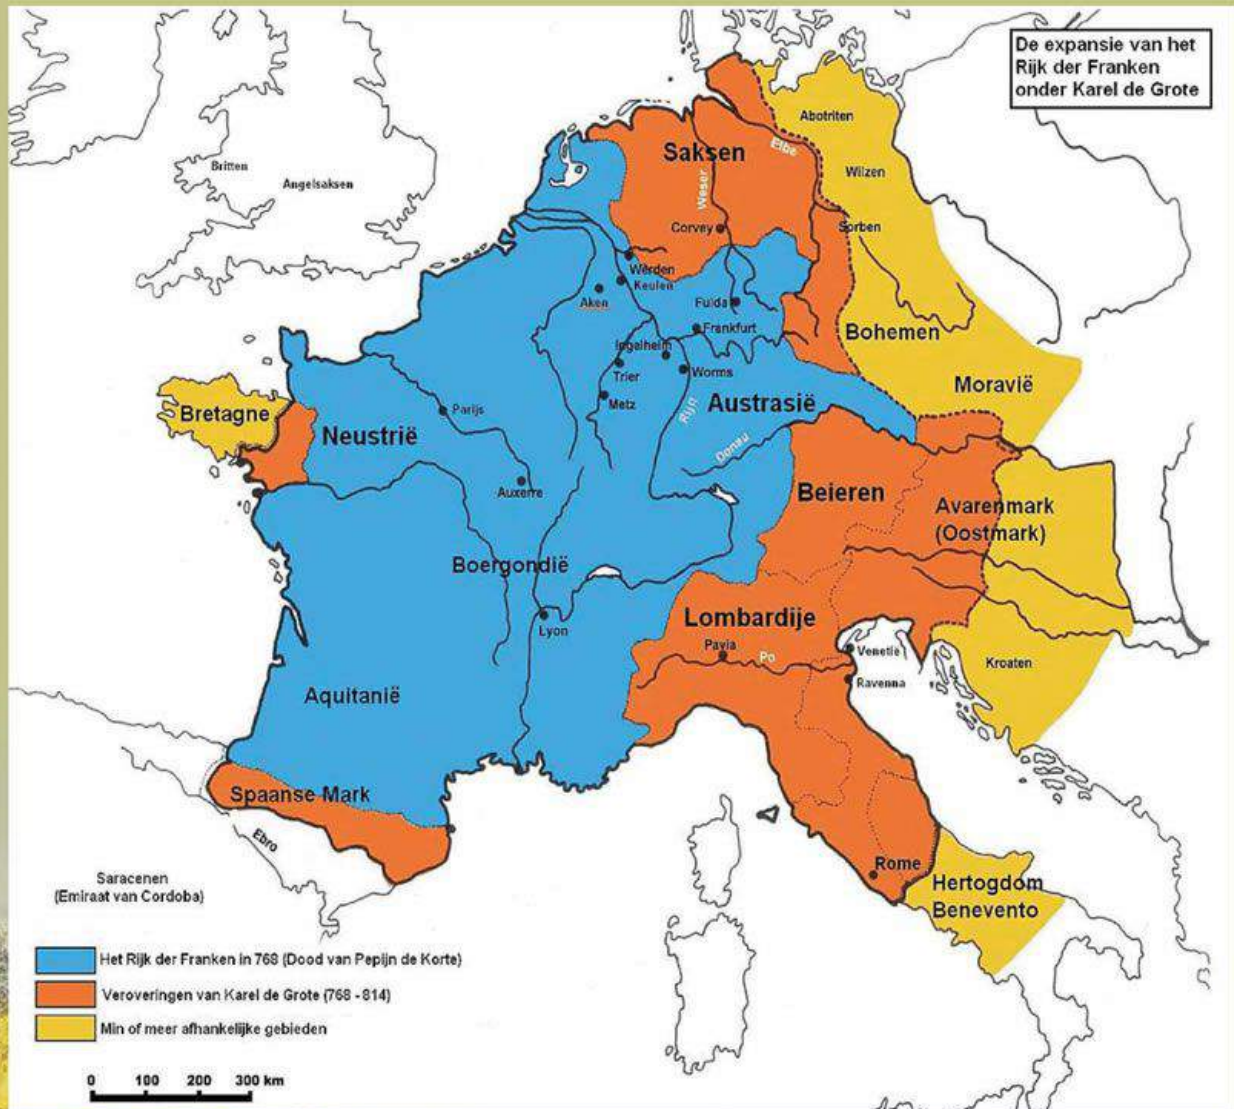 De expansie van het
Rijk der Franken
onder Karel de Grote
Abotriten
Elbe
Saksen
Wilzen
Britten
Angelsaksen
Weser
Corvey
Sorben
Werden
Keulen
Aken
Fulda
Frankfurt
Bohemen
Ingelheim
Trier
Worms
Moravië
Metz
Austrasië
Bretagne
Parijs
Rijn
Neustrië
Donau
Auxerre
Beieren
Avarenmark
(Oostmark)
Boergondië
Lombardije
Lyon
Pavia
Po
Venetië
Kroaten
Ravenna
Aquitanië
Spaanse Mark
Ebro
Rome
Saracenen
(Emiraat van Cordoba)
Hertogdom
Benevento
Het Rijk der Franken in 768 (Dood van Pepijn de Korte)
Veroveringen van Karel de Grote (768 - 814)
Min of meer afhankelijke gebieden
0 100 200 300 km